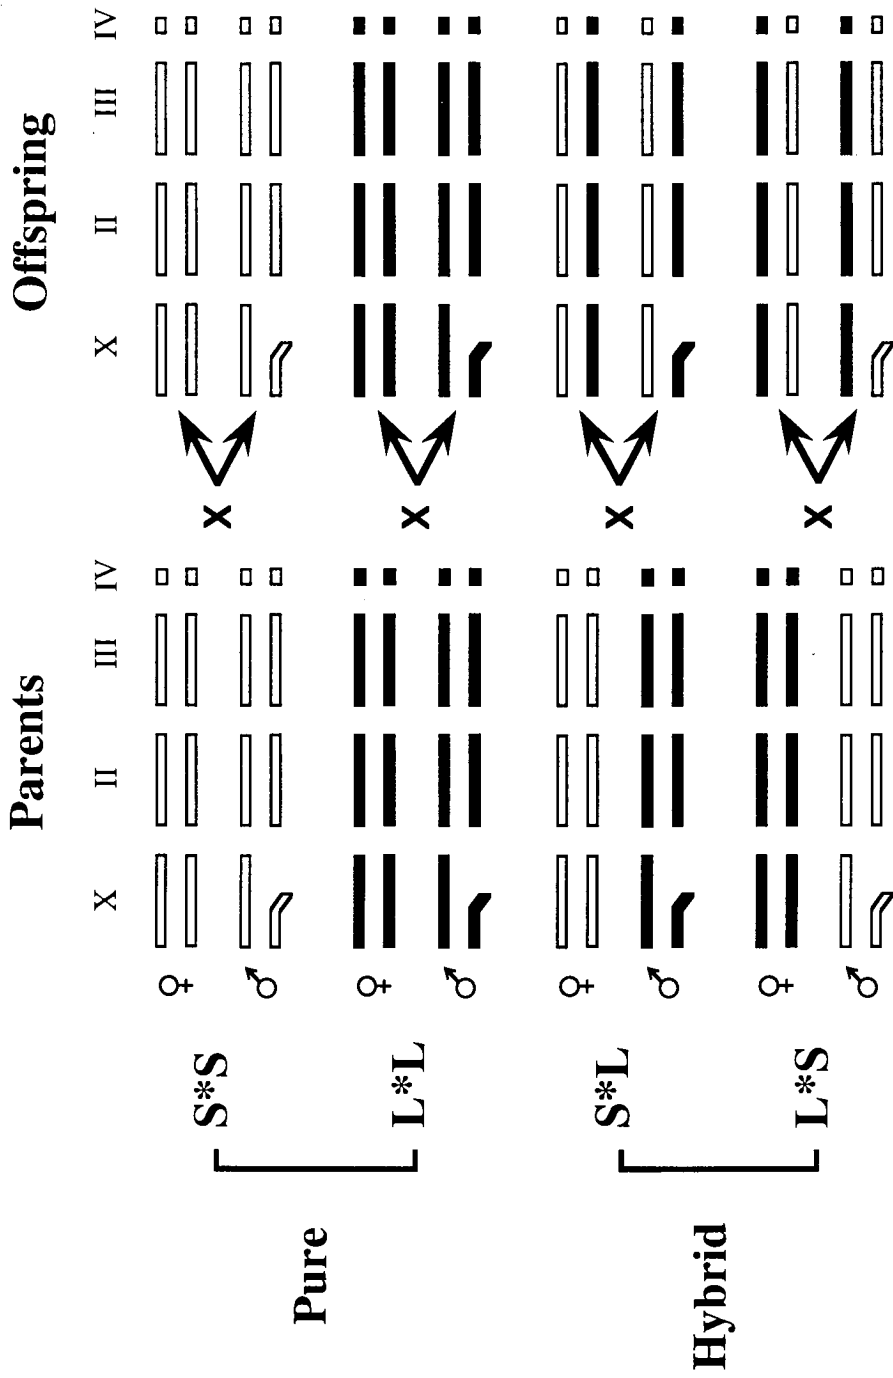 Parents
Offspring
X II III IV
X II III IV
Pure
S*S
♀
♂
X
L*L
♀
♂
X
Hybrid
S*L
♀
♂
X
L*S
♀
♂
X